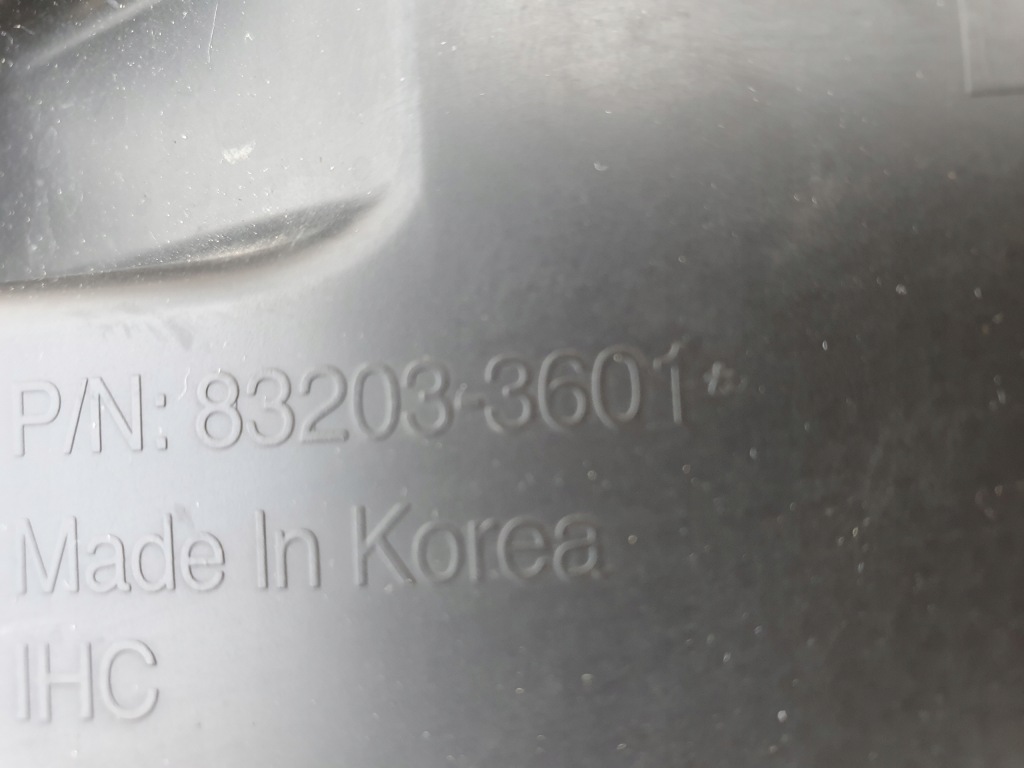 P/N: 83203-3601
Made In Korea
IHC